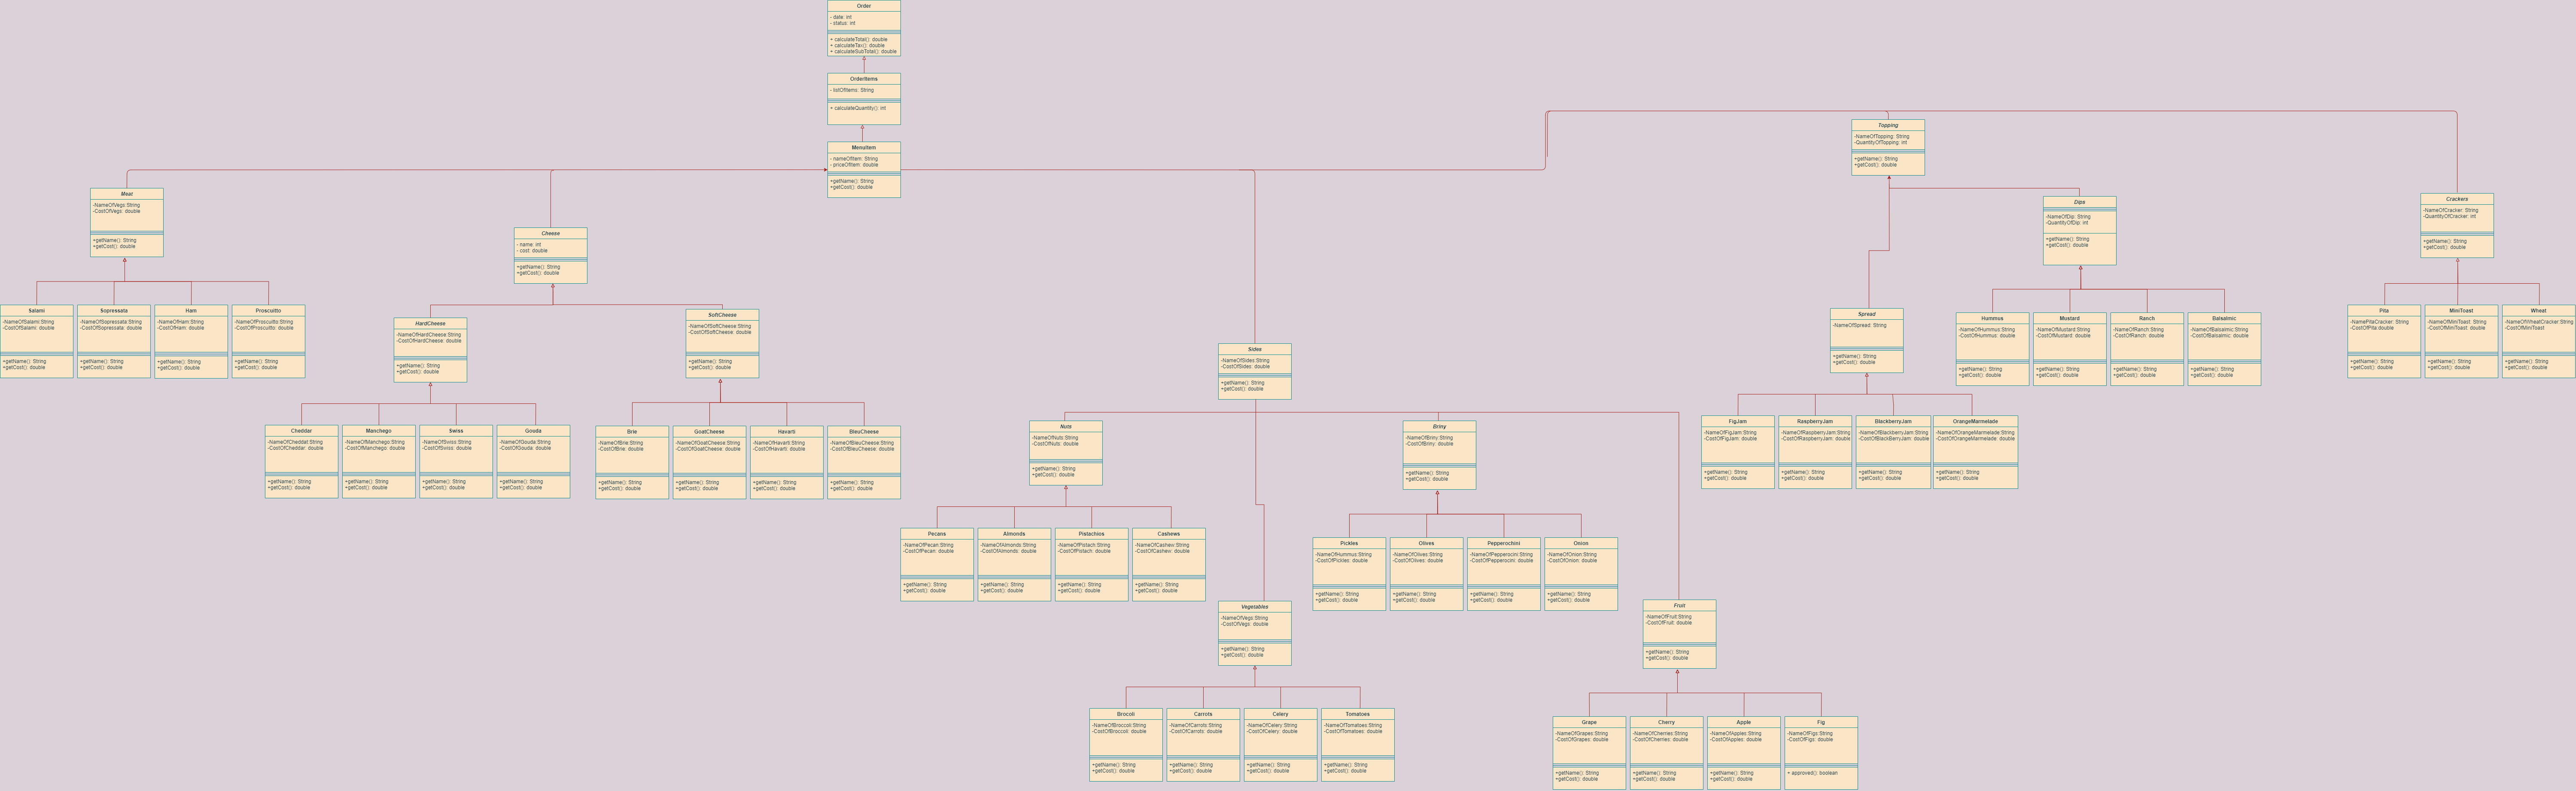 Order
- date: int
- status: int
+ calculateTotal(): double
+ calculateTax(): double
+ calculateSubTotal(): double
OrderItems
- listOfItems: String
+ calculateQuantity(): int
MenuItem
- nameOfItem: String
- priceOfItem: double
+getName(): String
+getCost(): double
Meat
-NameOfVegs:String
-CostOfVegs: double
+getName(): String
+getCost(): double
Salami
-NameOfSalami:String
-CostOfSalami: double
+getName(): String
+getCost(): double
Sopressata
-NameOfSopressata:String
-CostOfSopressata: double
+getName(): String
+getCost(): double
Ham
-NameOfHam:String
-CostOfHam: double
+getName(): String
+getCost(): double
Proscuitto
-NameOfProscuitto:String
-CostOfProscuitto: double
+getName(): String
+getCost(): double
Cheese
- name: int
- cost: double
+getName(): String
+getCost(): double
HardCheese
-NameOfHardCheese:String
-CostOfHardCheese: double
+getName(): String
+getCost(): double
SoftCheese
-NameOfSoftCheese:String
-CostOfSoftCheese: double
+getName(): String
+getCost(): double
Cheddar
-NameOfCheddat:String
-CostOfCheddar: double
+getName(): String
+getCost(): double
Manchego
-NameOfManchego:String
-CostOfManchego: double
+getName(): String
+getCost(): double
Swiss
-NameOfSwiss:String
-CostOfSwiss: double
+getName(): String
+getCost(): double
Gouda
-NameOfGouda:String
-CostOfGouda: double
+getName(): String
+getCost(): double
Brie
-NameOfBrie:String
-CostOfBrie: double
+getName(): String
+getCost(): double
GoatCheese
-NameOfGoatCheese:String
-CostOfGoatCheese: double
+getName(): String
+getCost(): double
Havarti
-NameOfHavarti:String
-CostOfHavarti: double
+getName(): String
+getCost(): double
BleuCheese
-NameOfBleuCheese:String
-CostOfBleuCheese: double
+getName(): String
+getCost(): double
Sides
-NameOfSides:String
-CostOfSides: double
+getName(): String
+getCost(): double
Nuts
-NameOfNuts:String
-CostOfNuts: double
+getName(): String
+getCost(): double
Pecans
-NameOfPecan:String
-CostOfPecan: double
+getName(): String
+getCost(): double
Almonds
-NameOfAlmonds:String
-CostOfAlmonds: double
+getName(): String
+getCost(): double
Pistachios
-NameOfPistach:String
-CostOfPistach: double
+getName(): String
+getCost(): double
Cashews
-NameOfCashew:String
-CostOfCashew: double
+getName(): String
+getCost(): double
Briny
-NameOfBriny:String
-CostOfBriny: double
+getName(): String
+getCost(): double
Pickles
-NameOfHummus:String
-CostOfPickles: double
+getName(): String
+getCost(): double
Olives
-NameOfOlives:String
-CostOfOlives: double
+getName(): String
+getCost(): double
Pepperochini
-NameOfPepperocini:String
-CostOfPepperocini: double
+getName(): String
+getCost(): double
Onion
-NameOfOnion:String
-CostOfOnion: double
+getName(): String
+getCost(): double
Vegetables
-NameOfVegs:String
-CostOfVegs: double
+getName(): String
+getCost(): double
Brocoli
-NameOfBroccoli:String
-CostOfBroccoli: double
+getName(): String
+getCost(): double
Carrots
-NameOfCarrots:String
-CostOfCarrots: double
+getName(): String
+getCost(): double
Celery
-NameOfCelery:String
-CostOfCelery: double
+getName(): String
+getCost(): double
Tomatoes
-NameOfTomatoes:String
-CostOfTomatoes: double
+getName(): String
+getCost(): double
Fruit
-NameOfFruit:String
-CostOfFruit: double
+getName(): String
+getCost(): double
Grape
-NameOfGrapes:String
-CostOfGrapes: double
+getName(): String
+getCost(): double
Cherry
-NameOfCherries:String
-CostOfCherries: double
+getName(): String
+getCost(): double
Apple
-NameOfApples:String
-CostOfApples: double
+getName(): String
+getCost(): double
Fig
-NameOfFigs:String
-CostOfFigs: double
+ approved(): boolean
Topping
-NameOfTopping: String
-QuantityOfTopping: int
+getName(): String
+getCost(): double
Spread
-NameOfSpread: String
+getName(): String
+getCost(): double
FigJam
-NameOfFigJam:String
-CostOfFigJam: double
+getName(): String
+getCost(): double
RaspberryJam
-NameOfRaspberryJam:String
-CostOfRaspberryJam: double
+getName(): String
+getCost(): double
BlackberryJam
-NameOfBlackberryJam:String
-CostOfBlackBerryJam: double
+getName(): String
+getCost(): double
OrangeMarmelade
-NameOfOrangeMarmelade:String
-CostOfOrangeMarmelade: double
+getName(): String
+getCost(): double
Dips
-NameOfDip: String
-QuantityOfDip: int
+getName(): String
+getCost(): double
Hummus
-NameOfHummus:String
-CostOfHummus: double
+getName(): String
+getCost(): double
Mustard
-NameOfMustard:String
-CostOfMustard: double
+getName(): String
+getCost(): double
Ranch
-NameOfRanch:String
-CostOfRanch: double
+getName(): String
+getCost(): double
Balsalmic
-NameOfBalsalmic:String
-CostOfBalsalmic: double
+getName(): String
+getCost(): double
Crackers
-NameOfCracker: String
-QuantityOfCracker: int
+getName(): String
+getCost(): double
Pita
-NamePitaCracker: String
-CostOfPita:double
+getName(): String
+getCost(): double
MiniToast
-NameOfMiniToast: String
-CostOfMiniToast: double
+getName(): String
+getCost(): double
Wheat
-NameOfWheatCracker:String
-CostOfMiniToast
+getName(): String
+getCost(): double